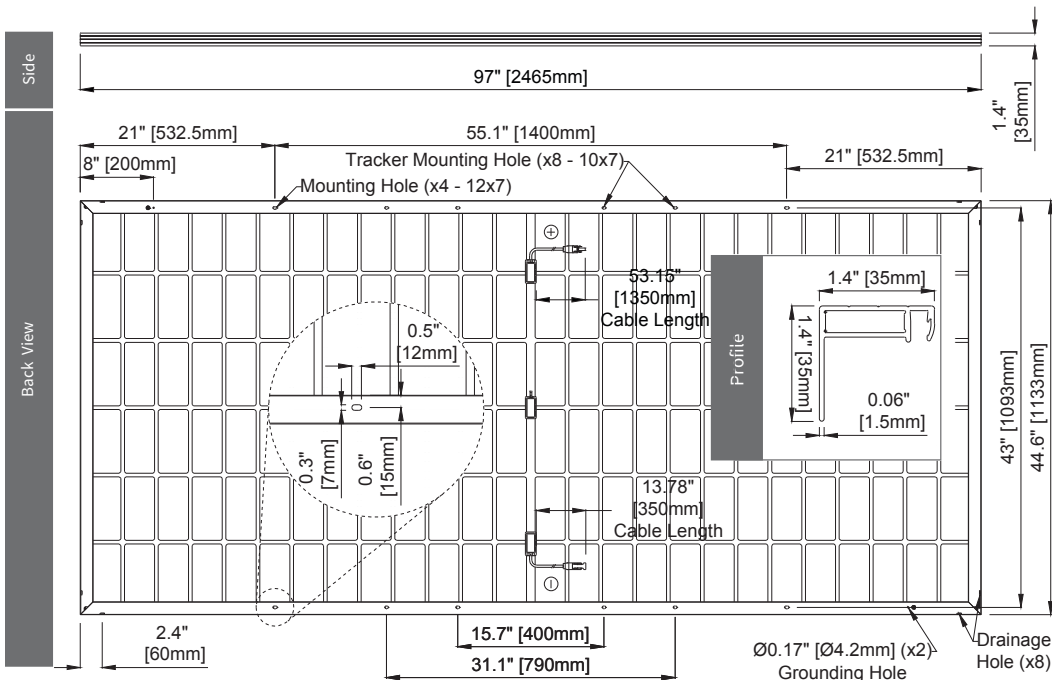 Side
97" [2465mm]
1.4"
[35mm]
Back View
21" [532.5mm]
55.1" [1400mm]
21" [532.5mm]
8" [200mm]
Tracker Mounting Hole (x8 - 10x7)
Mounting Hole (x4 - 12x7)
+
53.15"
[1350mm]
Cable Length
0.5"
[12mm]
0.3"
[7mm]
0.6"
[15mm]
Profile
1.4" [35mm]
1.4" [35mm]
0.06"
[1.5mm]
43" [1093mm]
44.6" [1133mm]
13.78"
[350mm]
Cable Length
−
2.4"
[60mm]
15.7" [400mm]
31.1" [790mm]
Ø0.17" [Ø4.2mm] (x2)
Grounding Hole
Drainage
Hole (x8)